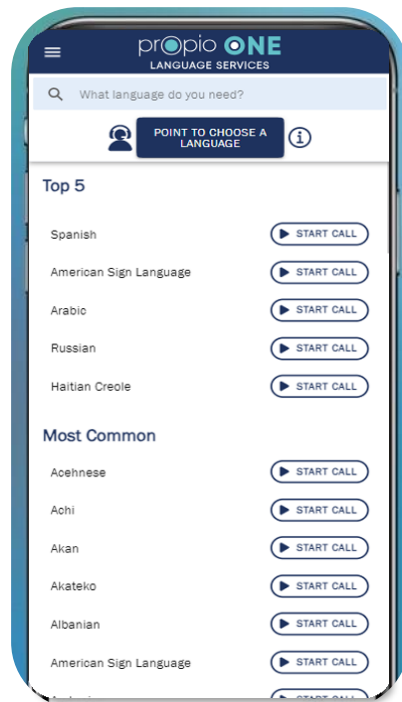 propio ONE
LANGUAGE SERVICES
What language do you need?
POINT TO CHOOSE A
LANGUAGE
Top 5
Spanish START CALL
American Sign Language START CALL
Arabic START CALL
Russian START CALL
Haitian Creole START CALL
Most Common
Acehnese START CALL
Achi START CALL
Akan START CALL
Akateko START CALL
Albanian START CALL
American Sign Language START CALL
START CALL